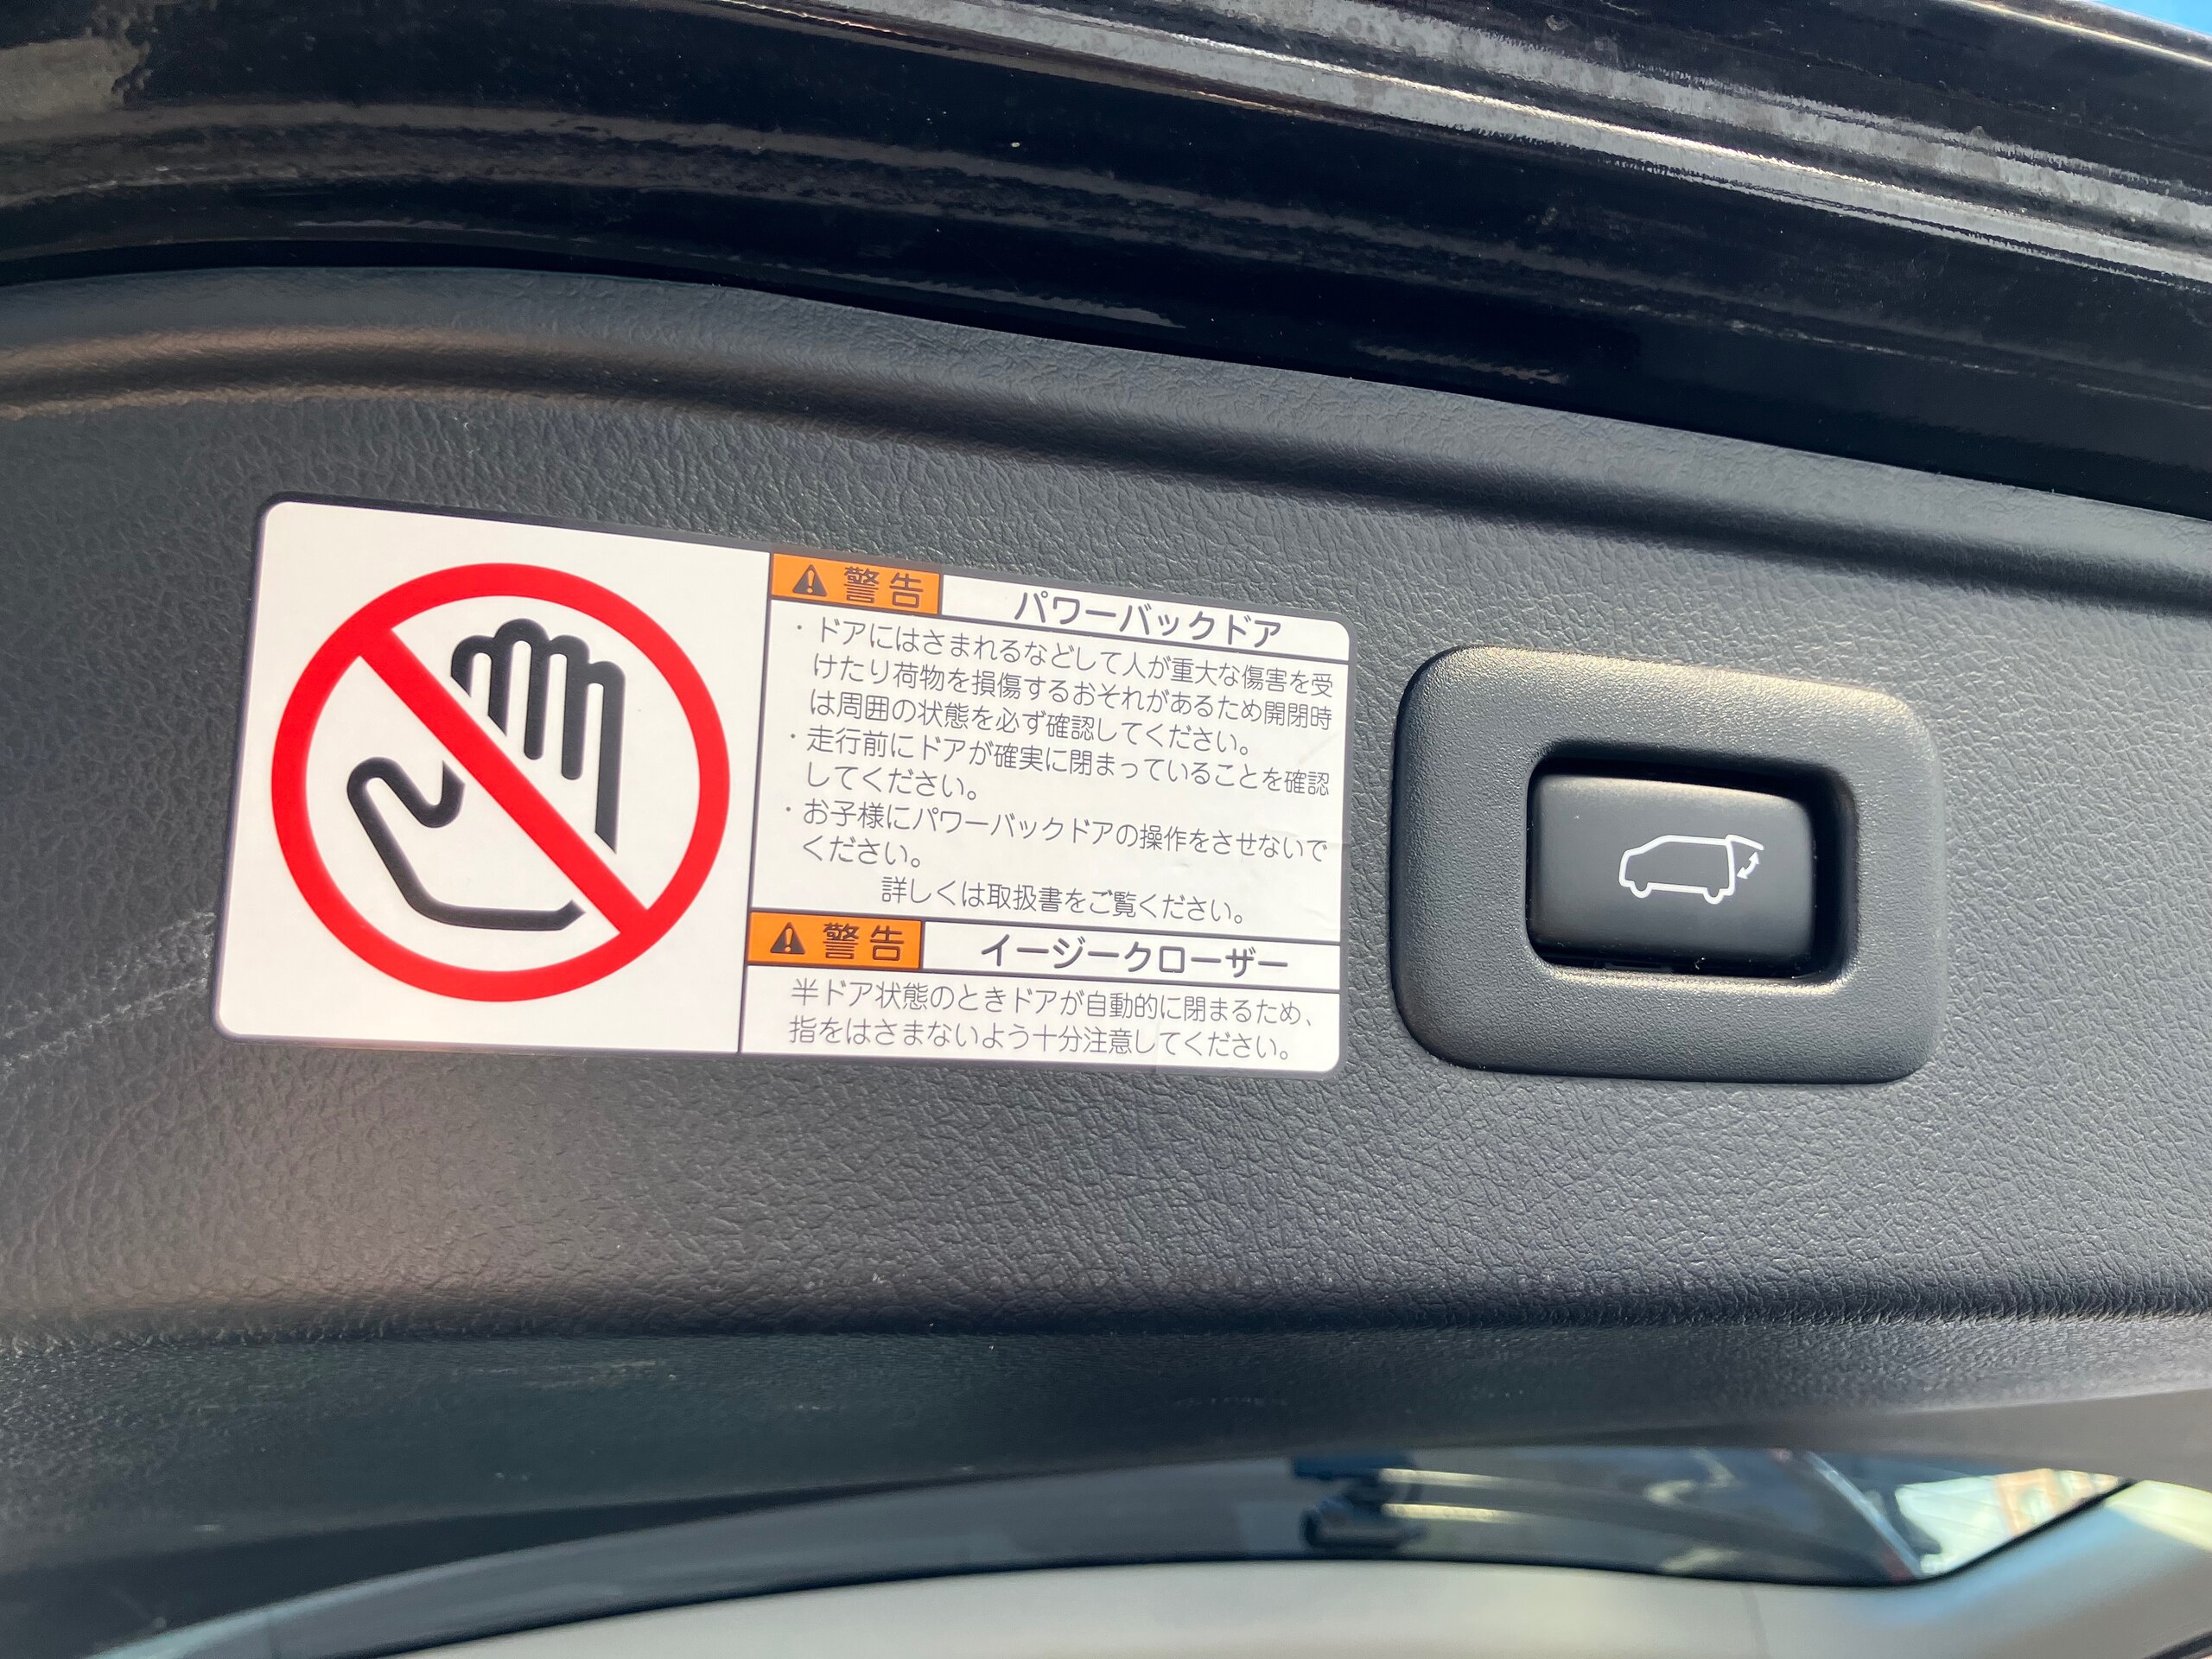 警告 パワーバックドア
・ドアにはさまれるなどして人が重大な傷害を受
けたり荷物を損傷するおそれがあるため開閉時
は周囲の状態を必ず確認してください。
・走行前にドアが確実に閉まっていることを確認
してください。
・お子様にパワーバックドアの操作をさせないで
ください。
詳しくは取扱書をご覧ください。
警告 イージークローザー
半ドア状態のときドアが自動的に閉まるため、
指をはさまないよう十分注意してください。